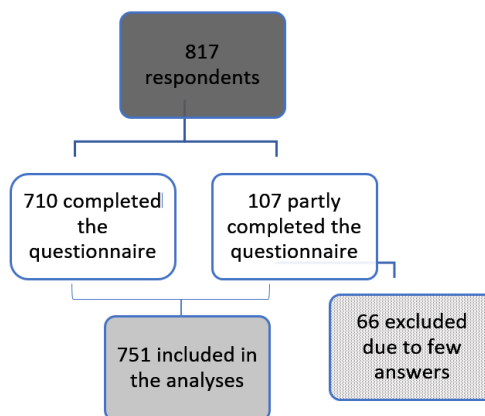 817
respondents
710 completed
the
questionnaire
107 partly
completed the
questionnaire
751 included in
the analyses
66 excluded
due to few
answers